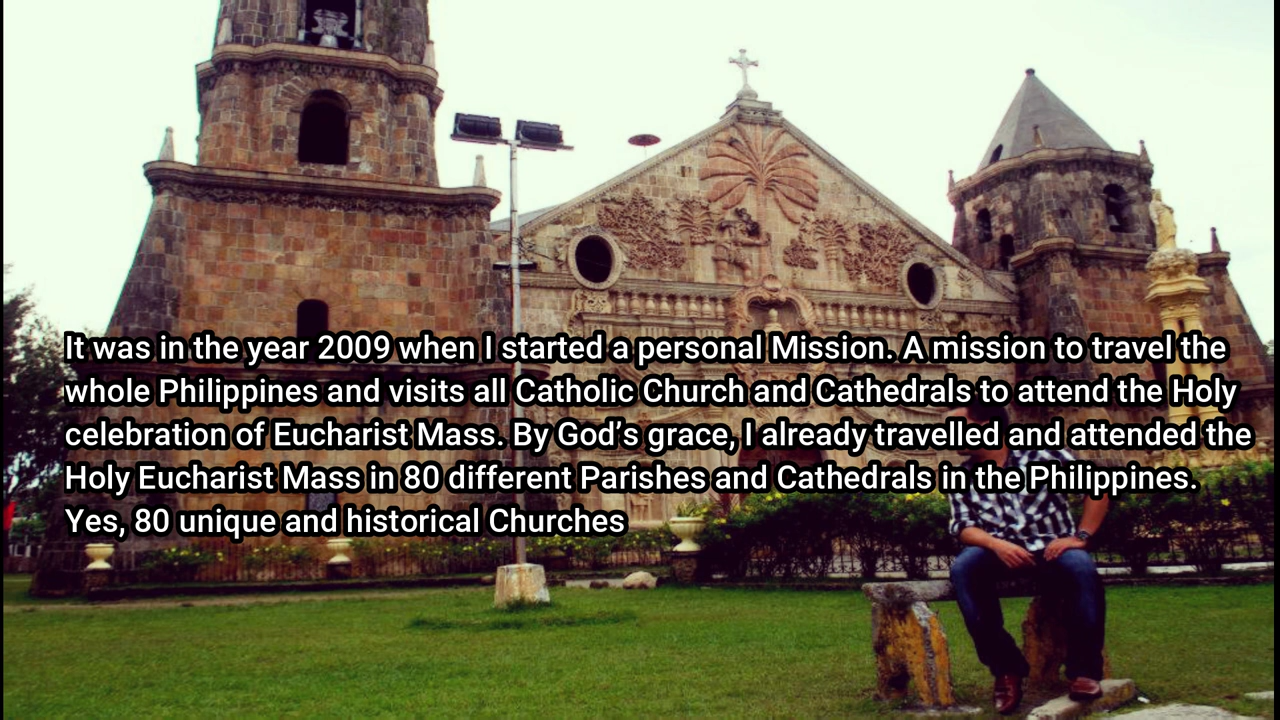 It was in the year 2009 when I started a personal Mission. A mission to travel the
whole Philippines and visits all Catholic Church and Cathedrals to attend the Holy
celebration of Eucharist Mass. By God’s grace, I already travelled and attended the
Holy Eucharist Mass in 80 different Parishes and Cathedrals in the Philippines.
Yes, 80 unique and historical Churches